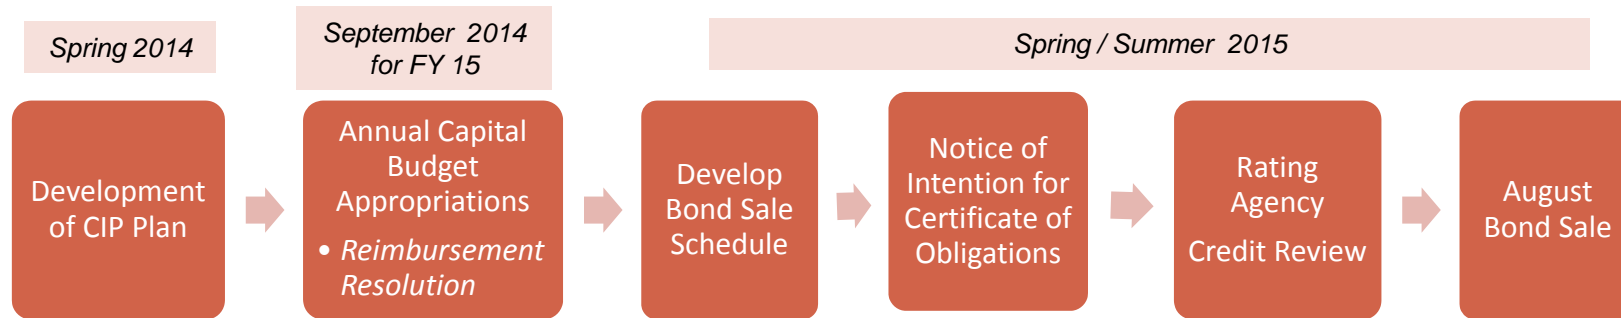 Spring 2014
September 2014
for FY 15
Spring / Summer 2015
Development
of CIP Plan
Annual Capital
Budget
Appropriations
• Reimbursement
Resolution
Develop
Bond Sale
Schedule
Notice of
Intention for
Certificate of
Obligations
Rating
Agency
Credit Review
August
Bond Sale